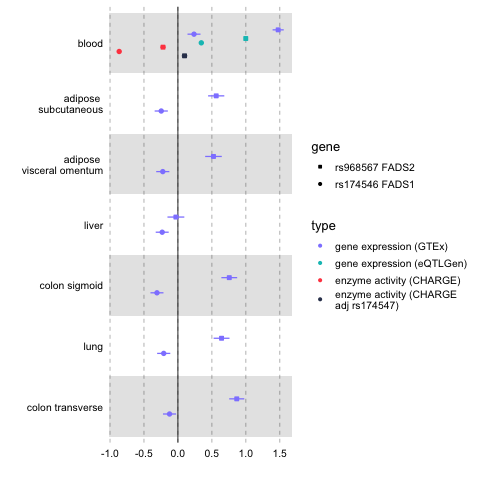 blood
adipose
subcutaneous
adipose
visceral omentum
liver
colon sigmoid
lung
colon transverse
-1.0 -0.5 0.0 0.5 1.0 1.5
gene
rs968567 FADS2
rs174546 FADS1
type
gene expression (GTEx)
gene expression (eQTLGen)
enzyme activity (CHARGE)
enzyme activity (CHARGE
adj rs174547)